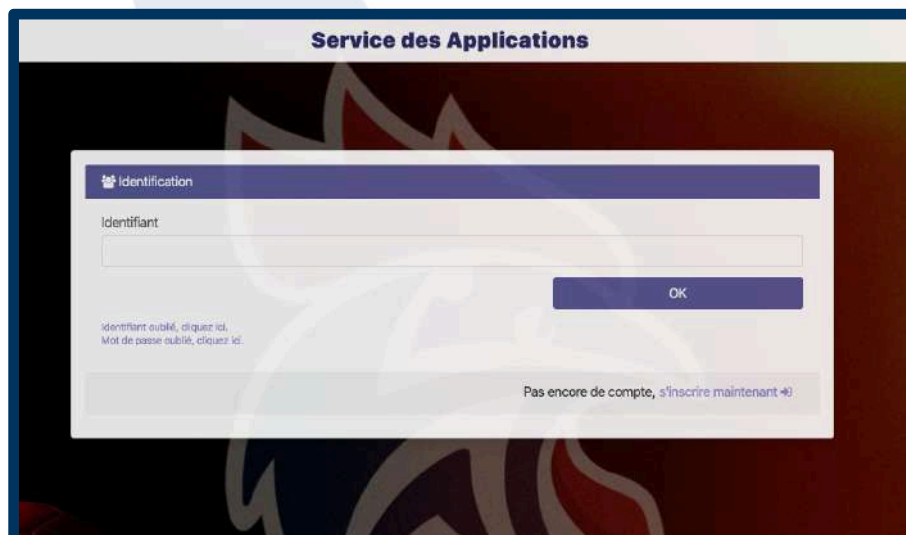 Service des Applications
Identification
Identifiant
OK
Identifiant oublié, cliquez ici.
Mot de passe oublié, cliquez ici.
Pas encore de compte, s'inscrire maintenant